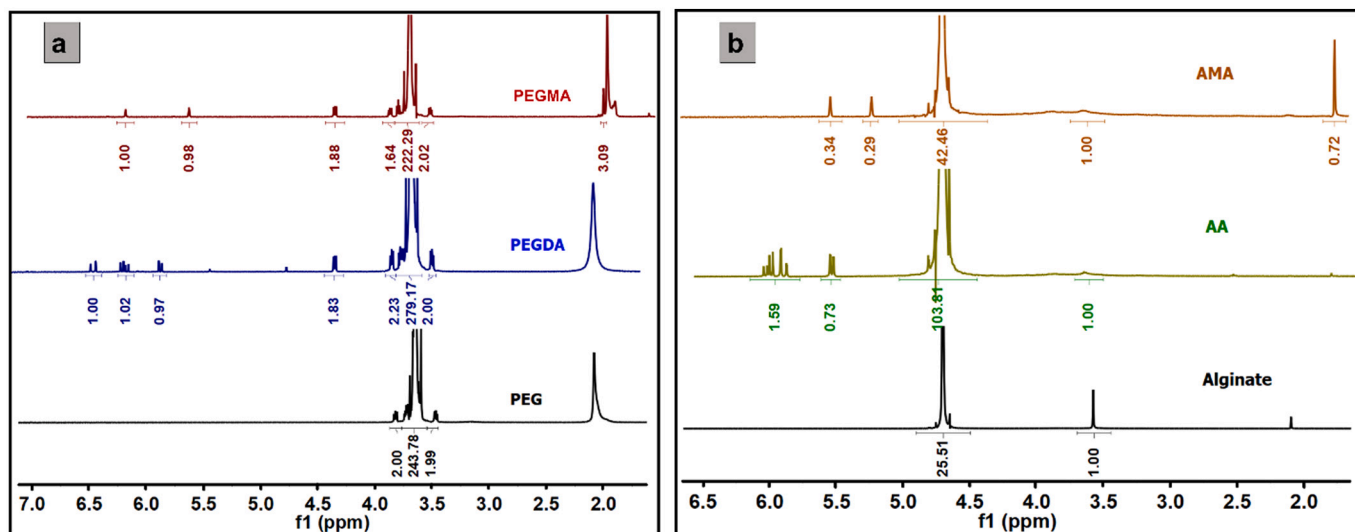 a
PEGMA
1.00
0.98
1.88
1.64
222.29
2.02
3.09
PEGDA
1.00
1.02
0.97
1.83
2.23
279.17
2.00
PEG
2.00
243.78
1.99
7.0 6.5 6.0 5.5 5.0 4.5 4.0 3.5 3.0 2.5 2.0
f1 (ppm)
b
AMA
0.34
0.29
42.46
1.00
0.72
AA
1.59
0.73
103.81
1.00
Alginate
25.51
1.00
6.5 6.0 5.5 5.0 4.5 4.0 3.5 3.0 2.5 2.0
f1 (ppm)